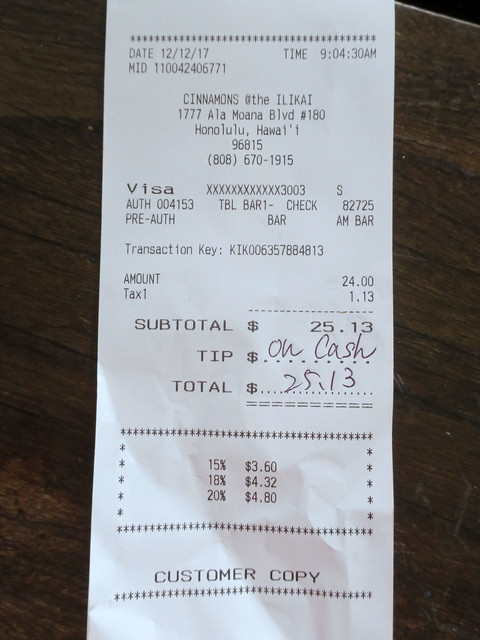 ***********************************
DATE 12/12/17 TIME 9:04:30AM
MID 110042406771
CINNAMONS @the ILIKAI
1777 Ala Moana Blvd #180
Honolulu, Hawai'i
96815
(808) 670-1915
Visa XXXXXXXXXXXX3003 S
AUTH 004153 TBL BAR1- CHECK 82725
PRE-AUTH BAR AM BAR
Transaction Key: KIK006357884813
AMOUNT 24.00
Tax1 1.13
SUBTOTAL $ 25.13
TIP $ on Cash
TOTAL $ 25.13
15% $3.60
18% $4.32
20% $4.80
CUSTOMER COPY